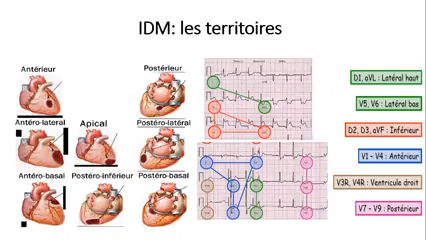 IDM: les territoires
Antérieur
Postérieur
Antéro-latéral
Apical
Postéro-latéral
Antéro-basal
Postéro-inférieur
Postéro-basal
D1, aVL : Latéral haut
V5, V6 : Latéral bas
D2, D3, aVF : Inférieur
V1 – V4 : Antérieur
V3R, V4R : Ventricule droit
V7 – V9 : Postérieur